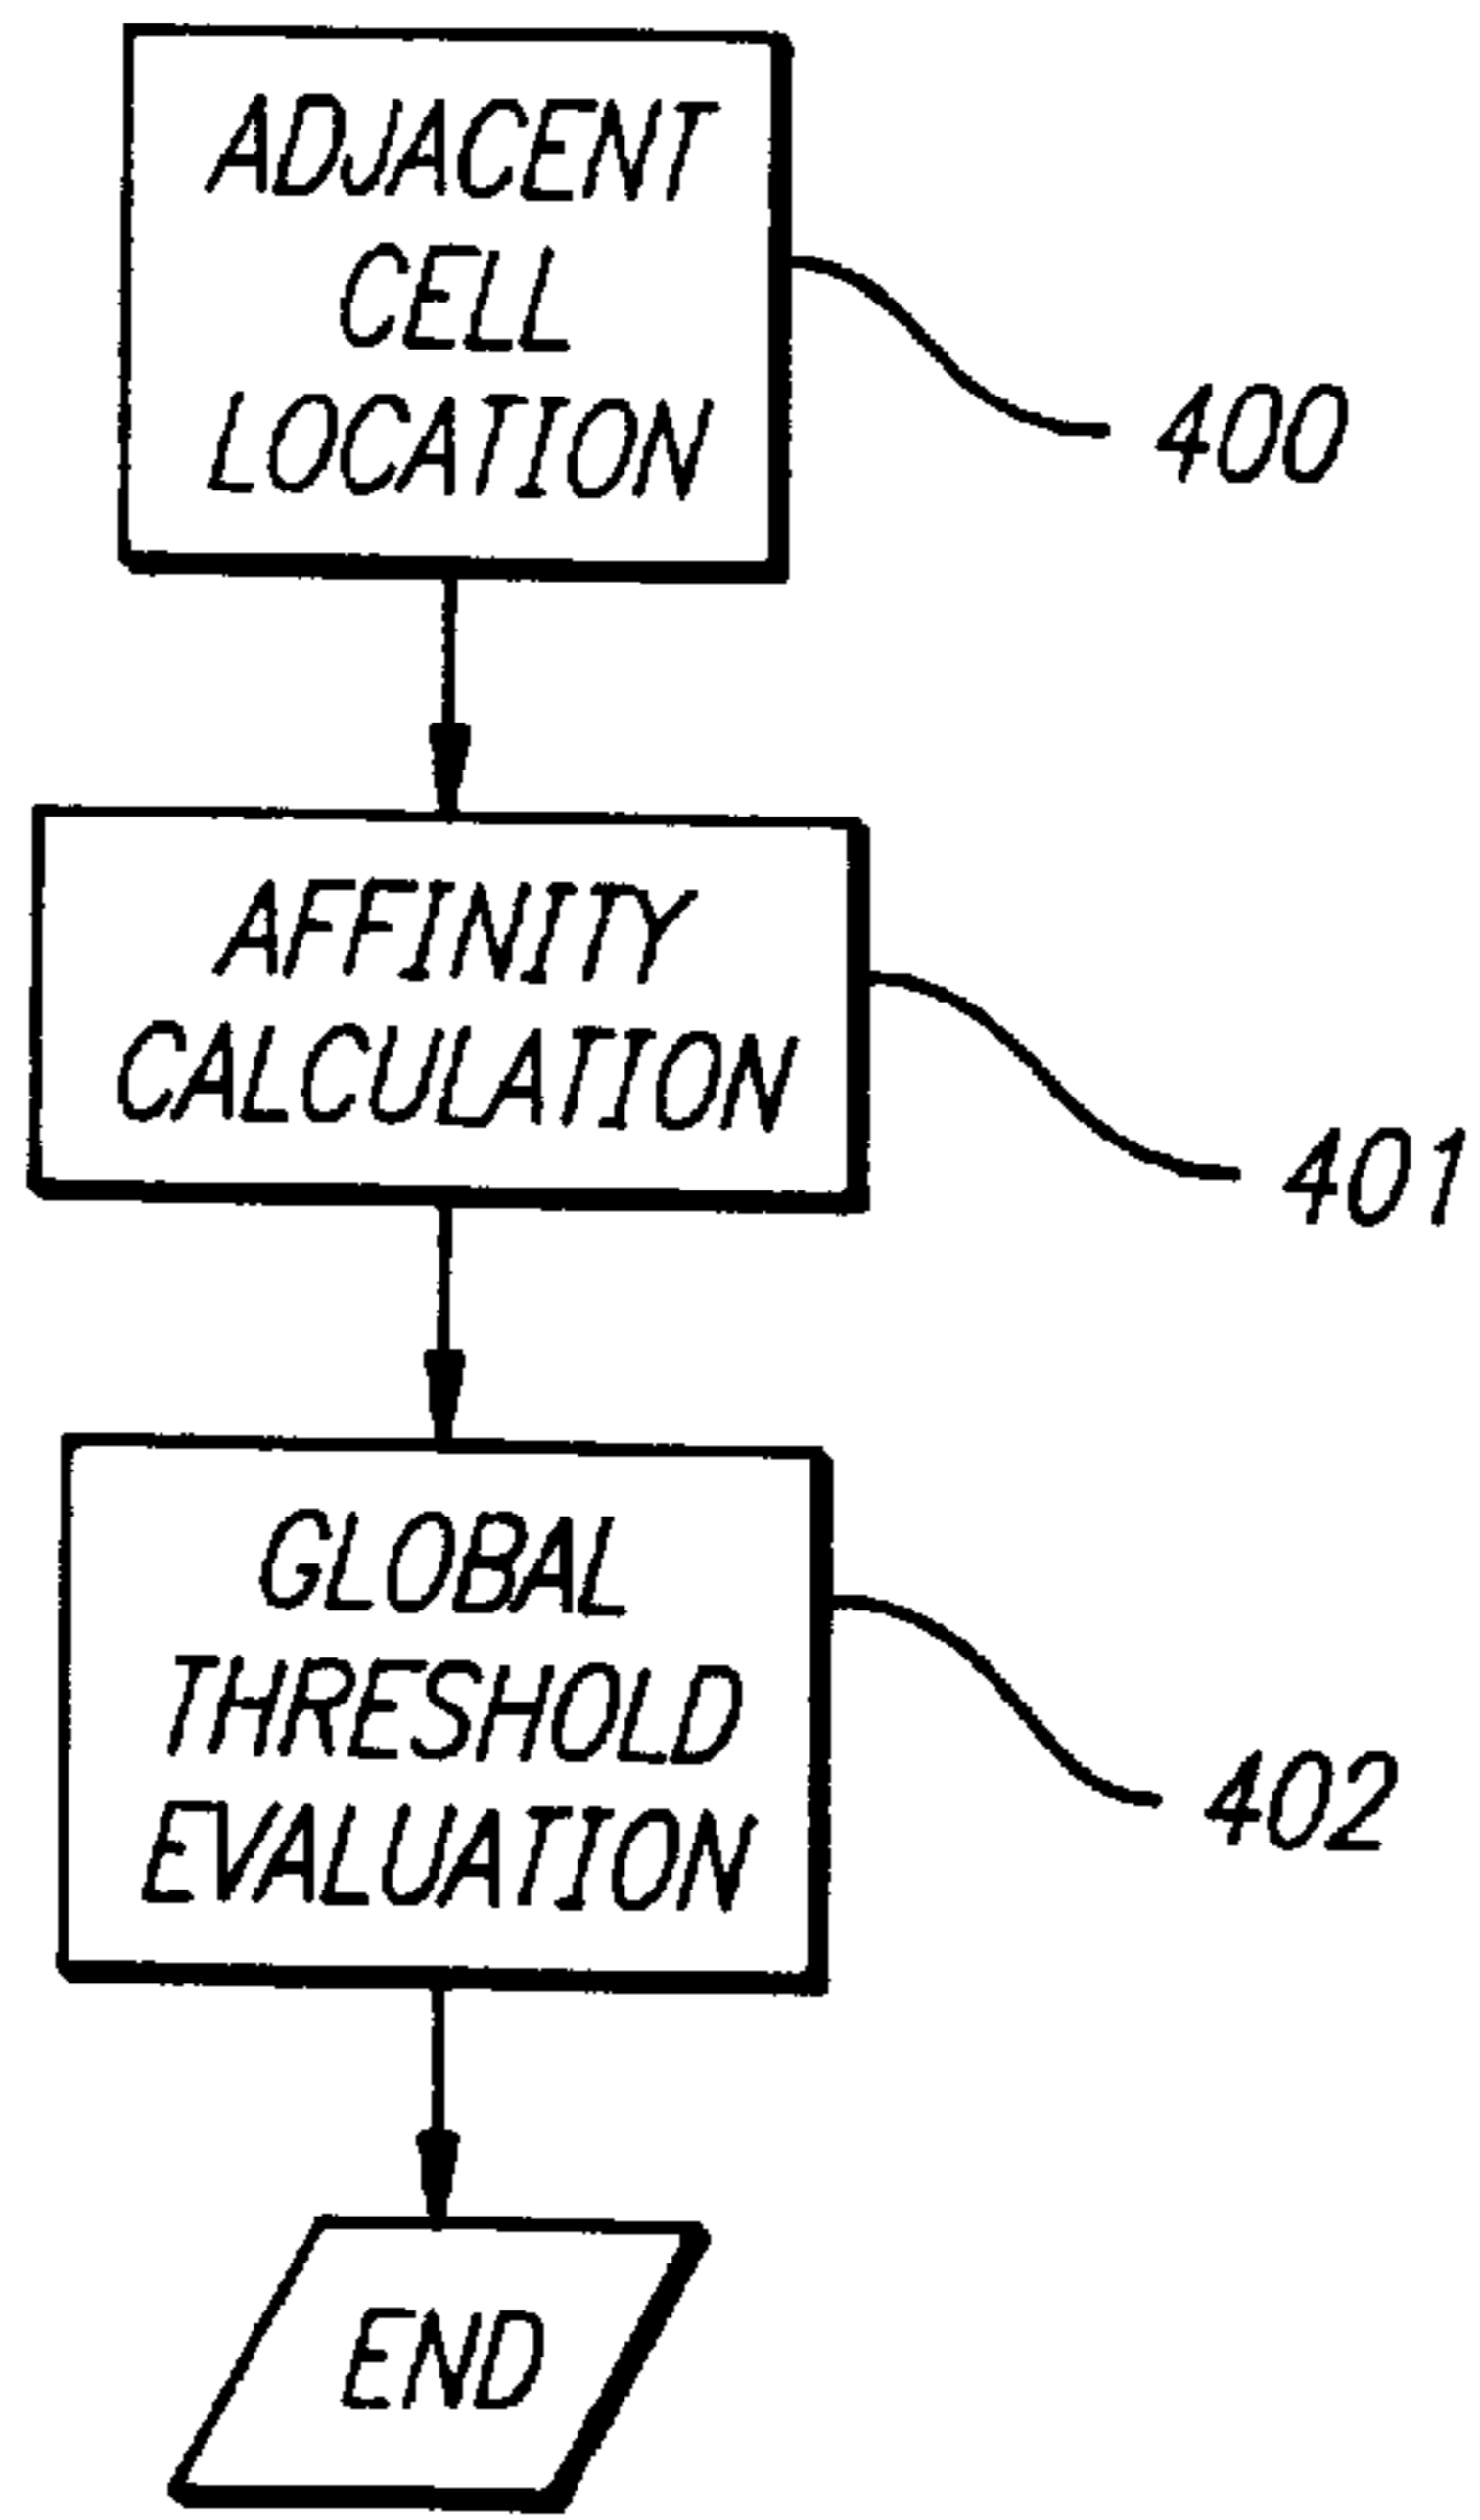 ADJACENT
CELL
LOCATION
400
AFFINITY
CALCULATION
401
GLOBAL
THRESHOLD
EVALUATION
402
END